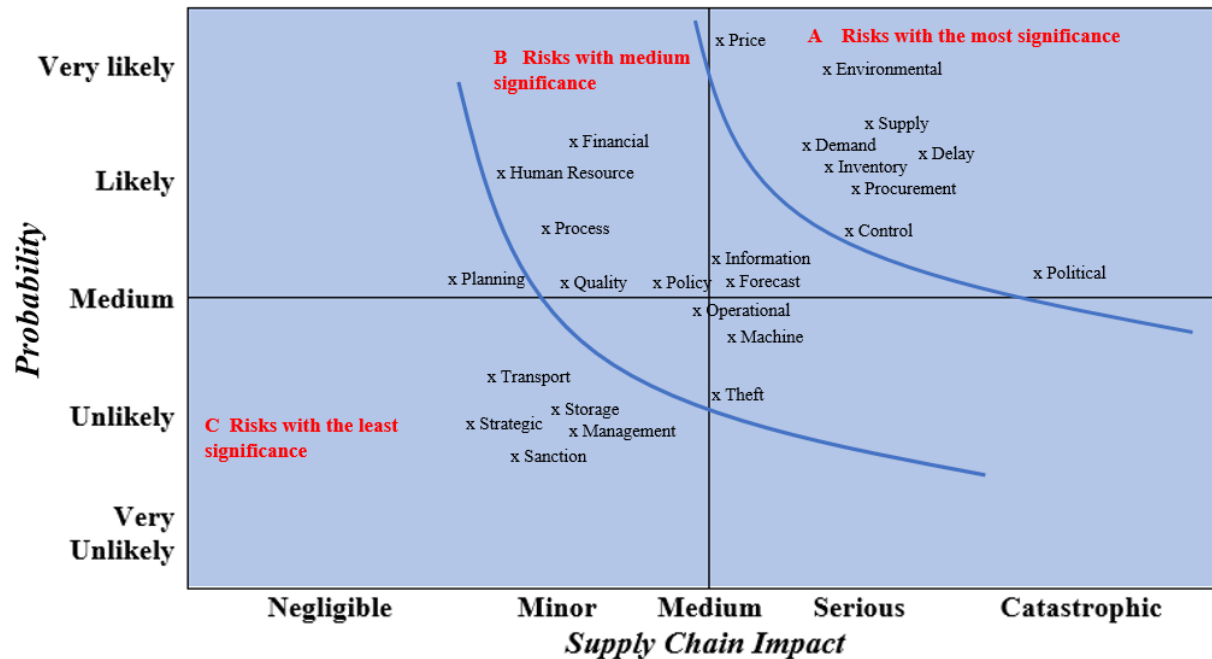 A Risks with the most significance
B Risks with medium
significance
x Price
x Environmental
Very likely
x Supply
x Financial
x Demand
x Delay
x Inventory
x Human Resource
Likely
x Procurement
x Process
x Control
x Information
x Political
x Planning
x Quality
x Policy
x Forecast
Medium
x Operational
x Machine
Probability
x Transport
x Theft
x Storage
Unlikely
x Strategic
x Management
C Risks with the least
significance
x Sanction
Very
Unlikely
Negligible
Minor
Medium
Serious
Catastrophic
Supply Chain Impact